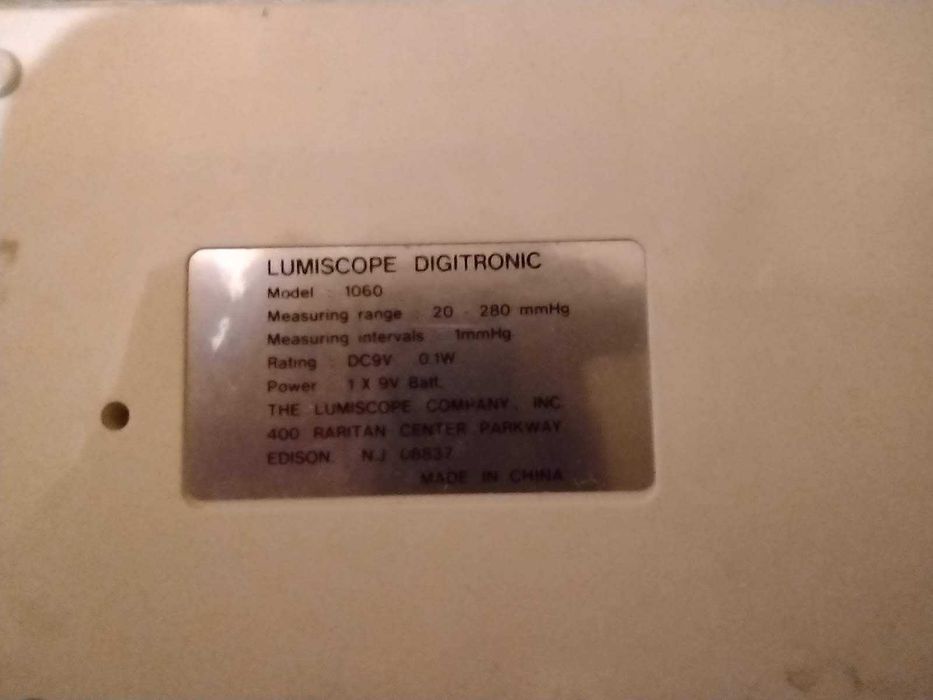 LUMISCOPE DIGITRONIC
Model : 1060
Measuring range : 20 - 280 mmHg
Measuring intervals : 1mmHg
Rating : DC9V 0.1W
Power : 1 X 9V Batt.
THE LUMISCOPE COMPANY, INC.
400 RARITAN CENTER PARKWAY
EDISON, N.J. 08837
MADE IN CHINA